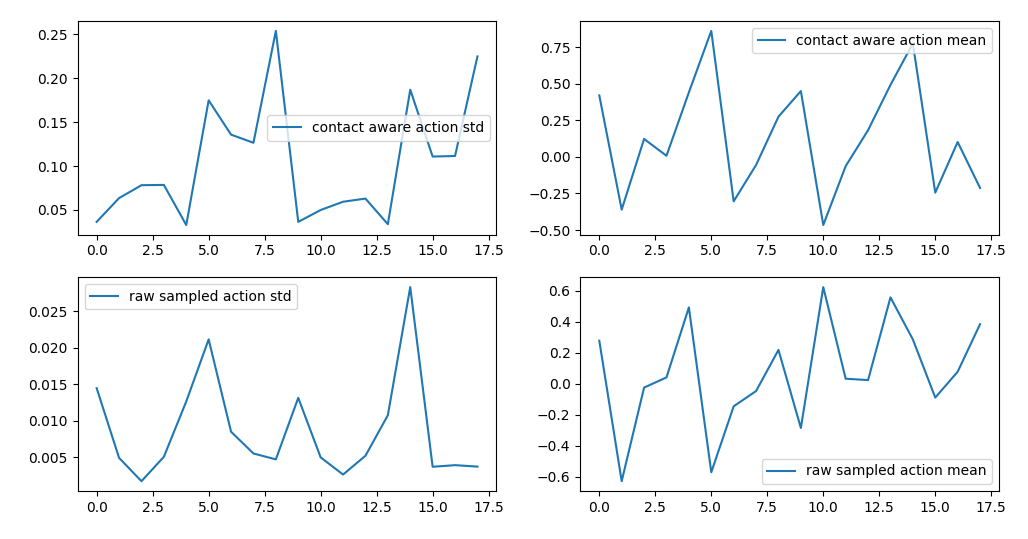 0.25
0.20
0.15
0.10
0.05
contact aware action std
0.0 2.5 5.0 7.5 10.0 12.5 15.0 17.5
0.75
0.50
0.25
0.00
−0.25
−0.50
contact aware action mean
0.0 2.5 5.0 7.5 10.0 12.5 15.0 17.5
0.025
0.020
0.015
0.010
0.005
raw sampled action std
0.0 2.5 5.0 7.5 10.0 12.5 15.0 17.5
0.6
0.4
0.2
0.0
−0.2
−0.4
−0.6
raw sampled action mean
0.0 2.5 5.0 7.5 10.0 12.5 15.0 17.5